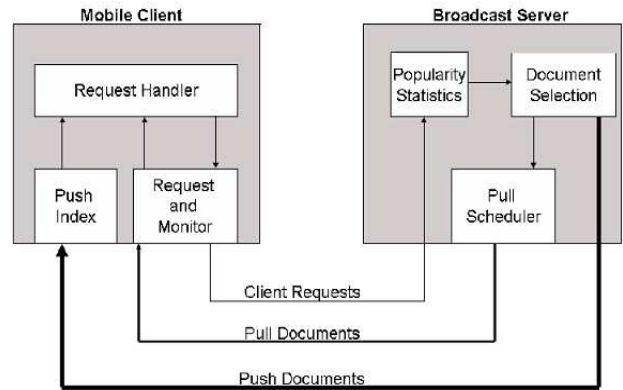 Mobile Client
Broadcast Server
Request Handler
Popularity
Statistics
Document
Selection
Push
Index
Request
and
Monitor
Pull
Scheduler
Client Requests
Pull Documents
Push Documents